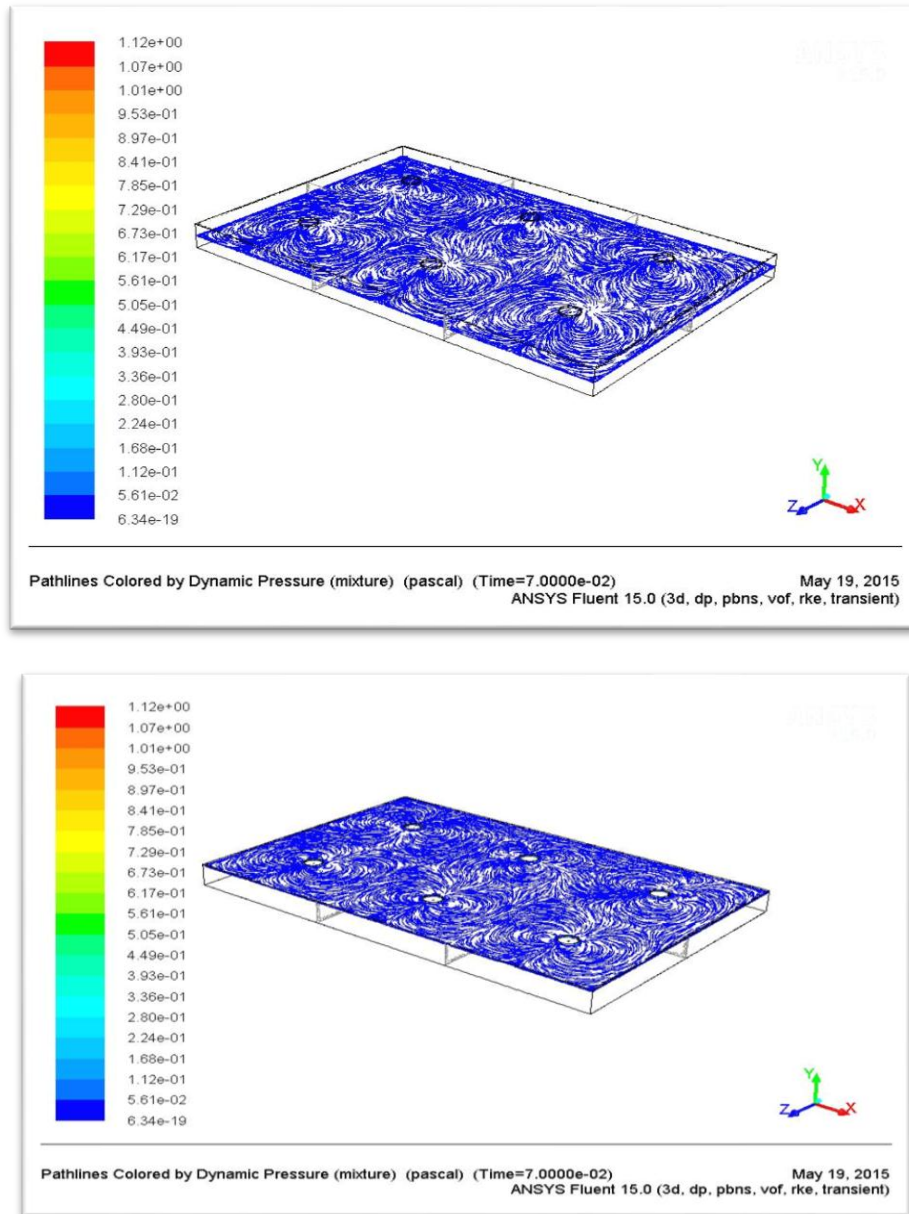 1.12e+00
1.07e+00
1.01e+00
9.53e-01
8.97e-01
8.41e-01
7.85e-01
7.29e-01
6.73e-01
6.17e-01
5.61e-01
5.05e-01
4.49e-01
3.93e-01
3.36e-01
2.80e-01
2.24e-01
1.68e-01
1.12e-01
5.61e-02
6.34e-19
Y
Z
X
Pathlines Colored by Dynamic Pressure (mixture) (pascal) (Time=7.0000e-02)
May 19, 2015
ANSYS Fluent 15.0 (3d, dp, pbns, vof, rke, transient)
1.12e+00
1.07e+00
1.01e+00
9.53e-01
8.97e-01
8.41e-01
7.85e-01
7.29e-01
6.73e-01
6.17e-01
5.61e-01
5.05e-01
4.49e-01
3.93e-01
3.36e-01
2.80e-01
2.24e-01
1.68e-01
1.12e-01
5.61e-02
6.34e-19
Y
Z
X
Pathlines Colored by Dynamic Pressure (mixture) (pascal) (Time=7.0000e-02)
May 19, 2015
ANSYS Fluent 15.0 (3d, dp, pbns, vof, rke, transient)